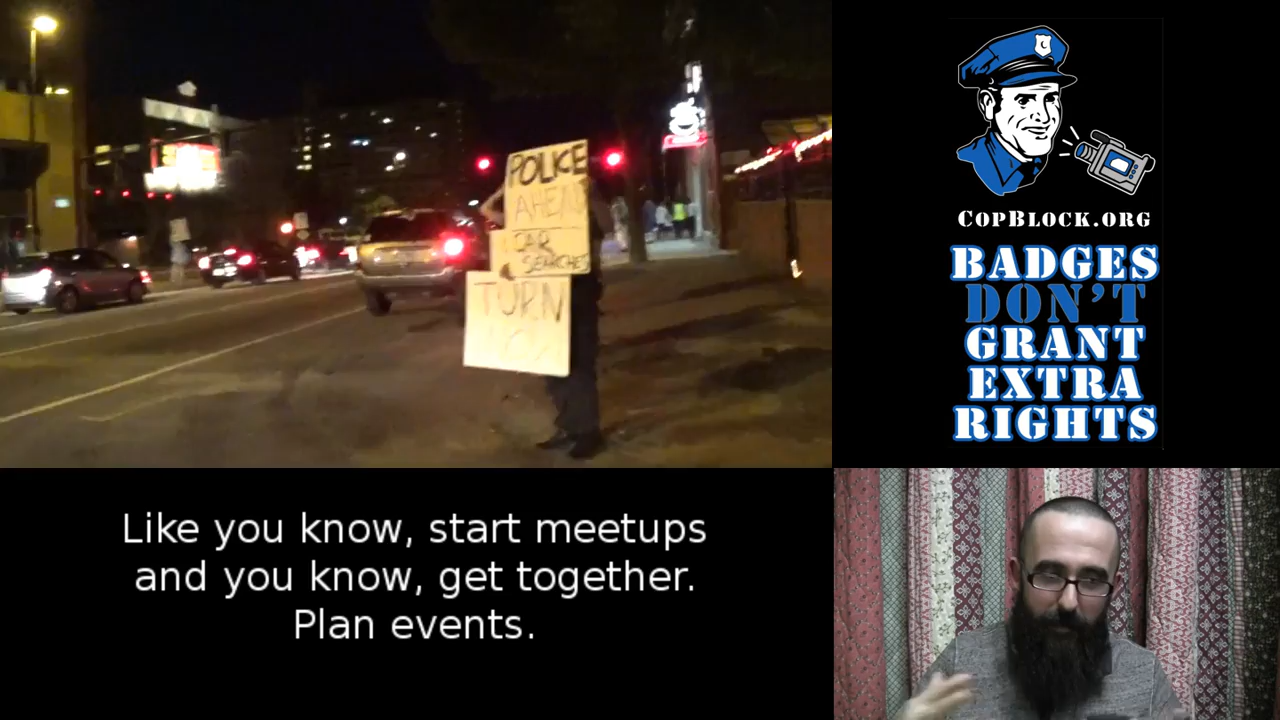 POLICE
AHEAD
CAR
SEARCHES
TURN
NOW
COPBLOCK.ORG
BADGES
DON'T
GRANT
EXTRA
RIGHTS
Like you know, start meetups
and you know, get together.
Plan events.